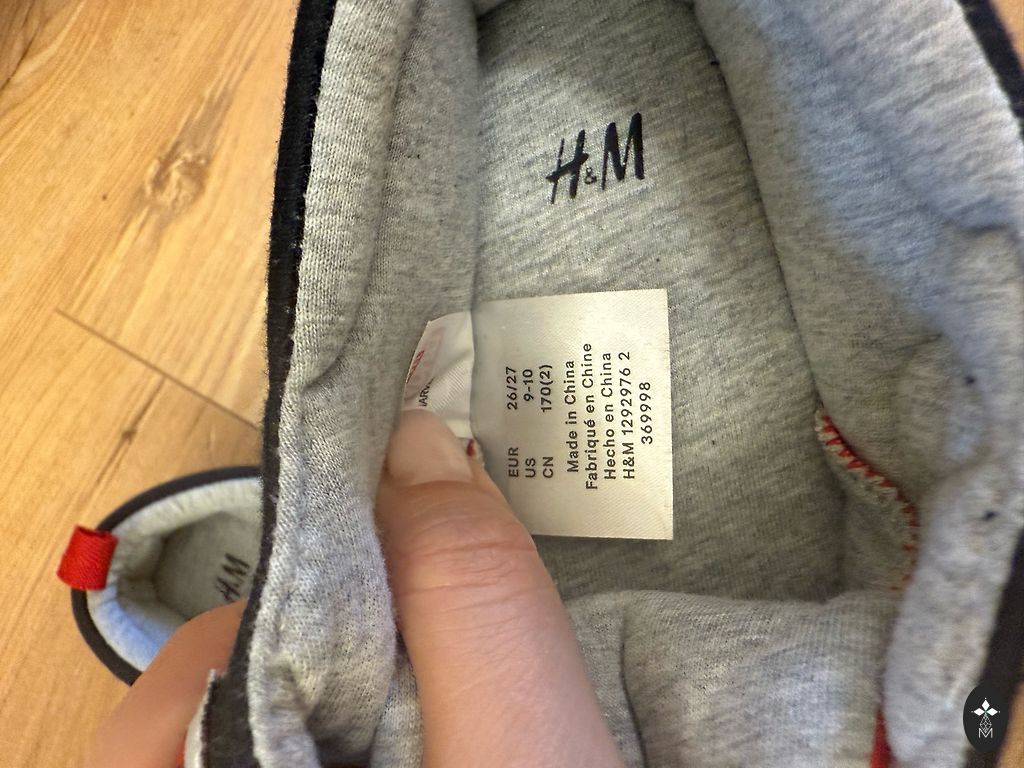 H&M
EUR 26/27
US 9-10
CN 170(2)
Made in China
Fabriqué en Chine
Hecho en China
H&M 1292976 2
369998
H&M